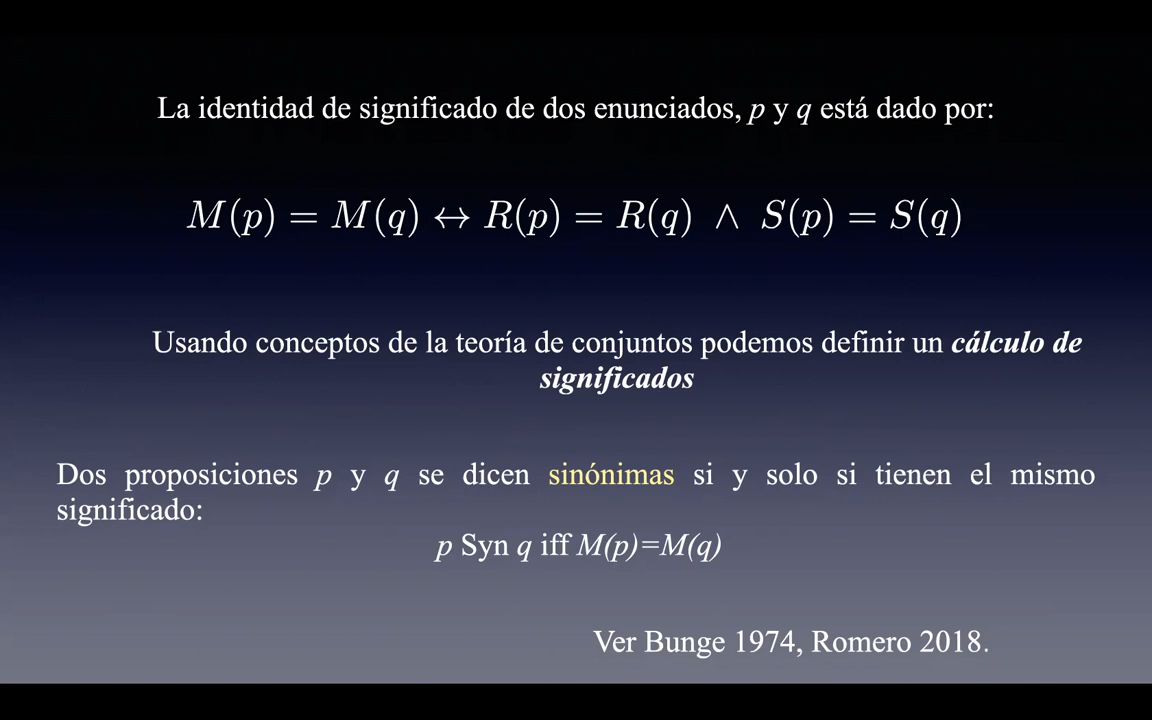 La identidad de significado de dos enunciados, p y q está dado por:
M(p) = M(q) ↔ R(p) = R(q) ∧ S(p) = S(q)
Usando conceptos de la teoría de conjuntos podemos definir un cálculo de
significados
Dos proposiciones p y q se dicen sinónimas si y solo si tienen el mismo
significado:
p Syn q iff M(p)=M(q)
Ver Bunge 1974, Romero 2018.